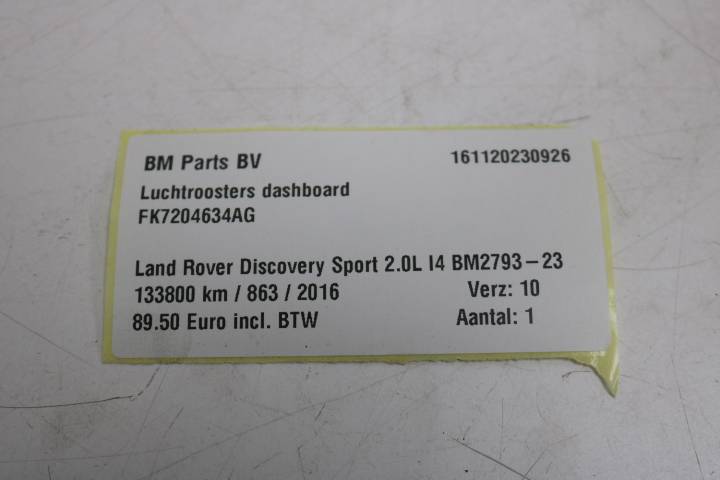 BM Parts BV 161120230926
Luchtroosters dashboard
FK7204634AG
Land Rover Discovery Sport 2.0L I4 BM2793-23
133800 km / 863 / 2016 Verz: 10
89.50 Euro incl. BTW Aantal: 1